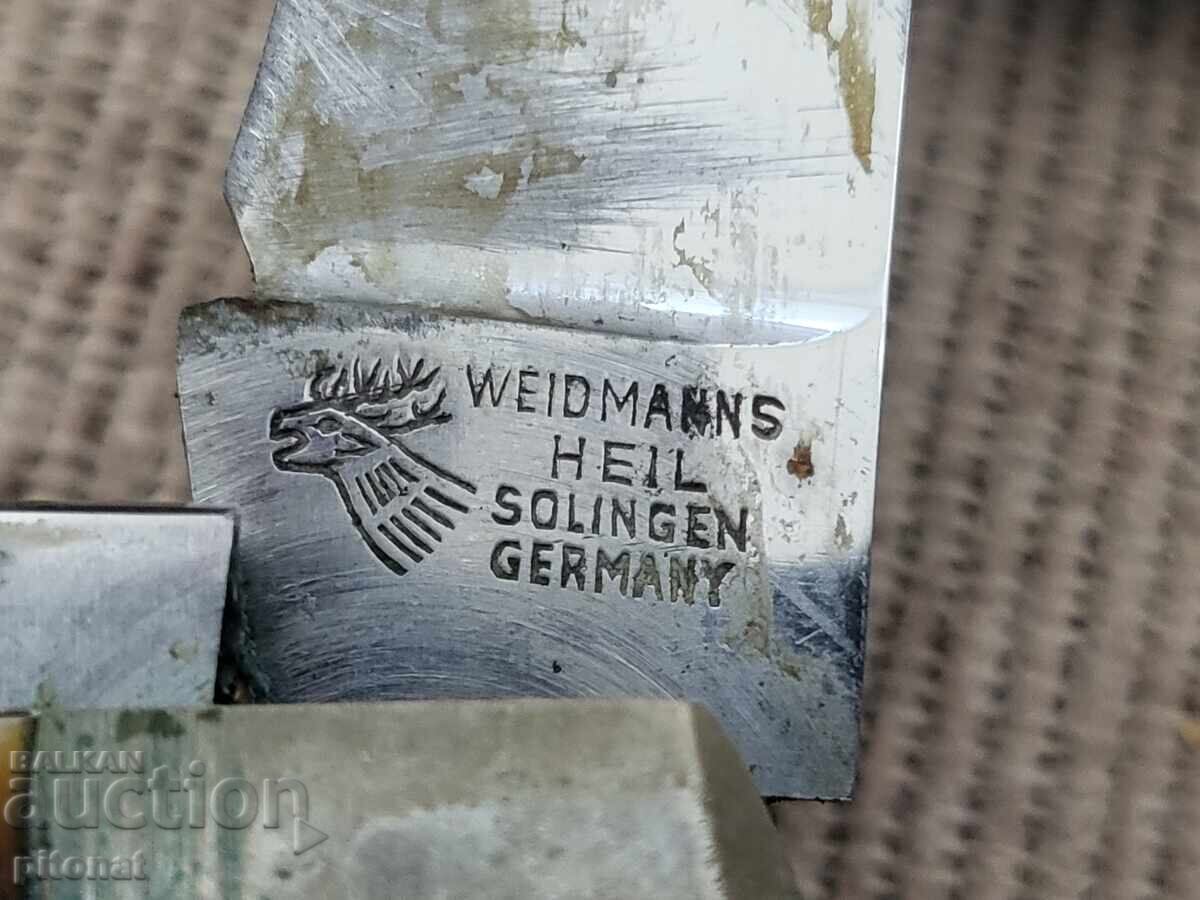 WEIDMANNS
HEIL
SOLINGEN
GERMANY
BALKAN
auction
pitonat